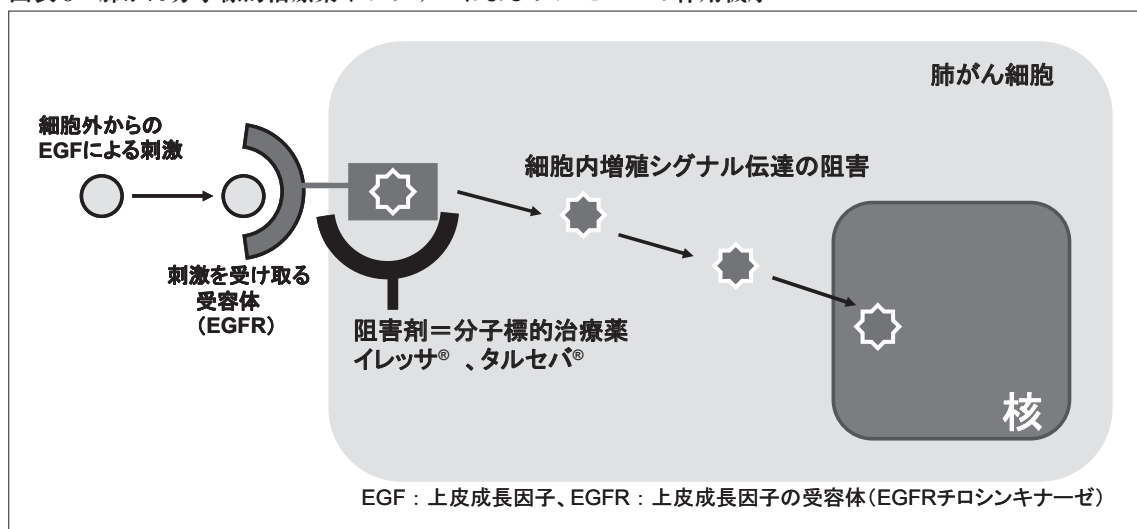 肺がん細胞
細胞外からの
EGFによる刺激
細胞内増殖シグナル伝達の阻害
刺激を受け取る
受容体
（EGFR）
阻害剤＝分子標的治療薬
イレッサ® 、タルセバ®
核
EGF：上皮成長因子、EGFR：上皮成長因子の受容体（EGFRチロシンキナーゼ）